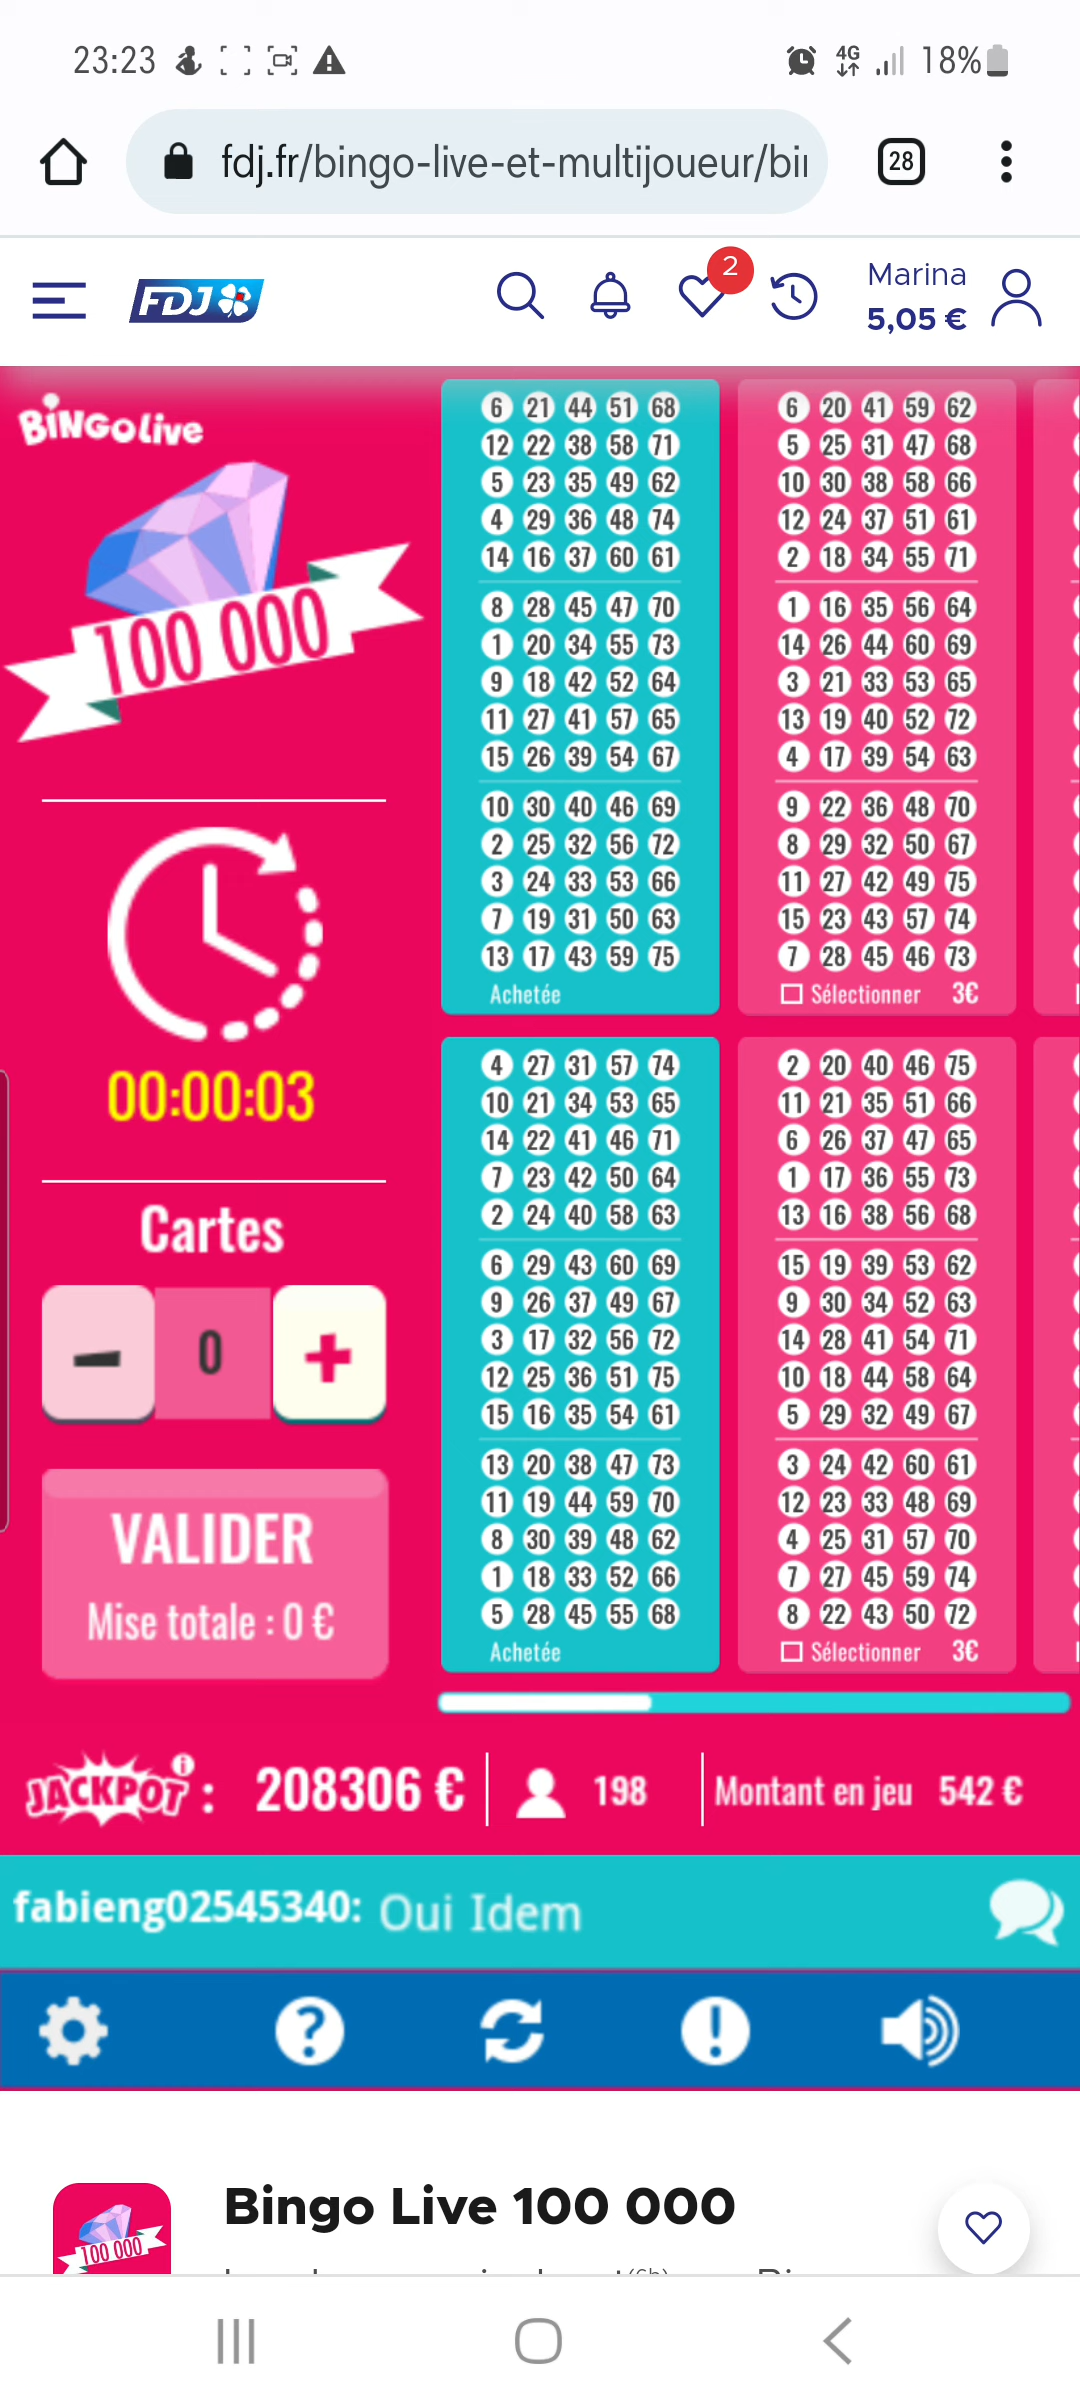 23:23
4G
18%
fdj.fr/bingo-live-et-multijoueur/bin
28
FDJ
2
Marina
5,05 €
BiNGoLive
100 000
00:00:03
Cartes
- 0 +
VALIDER
Mise totale : 0 €
6 21 44 51 68
12 22 38 58 71
5 23 35 49 62
4 29 36 48 74
14 16 37 60 61
8 28 45 47 70
1 20 34 55 73
9 18 42 52 64
11 27 41 57 65
15 26 39 54 67
10 30 40 46 69
2 25 32 56 72
3 24 33 53 66
7 19 31 50 63
13 17 43 59 75
Achetée
6 20 41 59 62
5 25 31 47 68
10 30 38 58 66
12 24 37 51 61
2 18 34 55 71
1 16 35 56 64
14 26 44 60 69
3 21 33 53 65
13 19 40 52 72
4 17 39 54 63
9 22 36 48 70
8 29 32 50 67
11 27 42 49 75
15 23 43 57 74
7 28 45 46 73
Sélectionner 3€
4 27 31 57 74
10 21 34 53 65
14 22 41 46 71
7 23 42 50 64
2 24 40 58 63
6 29 43 60 69
9 26 37 49 67
3 17 32 56 72
12 25 36 51 75
15 16 35 54 61
13 20 38 47 73
11 19 44 59 70
8 30 39 48 62
1 18 33 52 66
5 28 45 55 68
Achetée
2 20 40 46 75
11 21 35 51 66
6 26 37 47 65
1 17 36 55 73
13 16 38 56 68
15 19 39 53 62
9 30 34 52 63
14 28 41 54 71
10 18 44 58 64
5 29 32 49 67
3 24 42 60 61
12 23 33 48 69
4 25 31 57 70
7 27 45 59 74
8 22 43 50 72
Sélectionner 3€
JACKPOT i : 208306 €
198
Montant en jeu 542 €
fabieng02545340: Oui Idem
100 000
Bingo Live 100 000